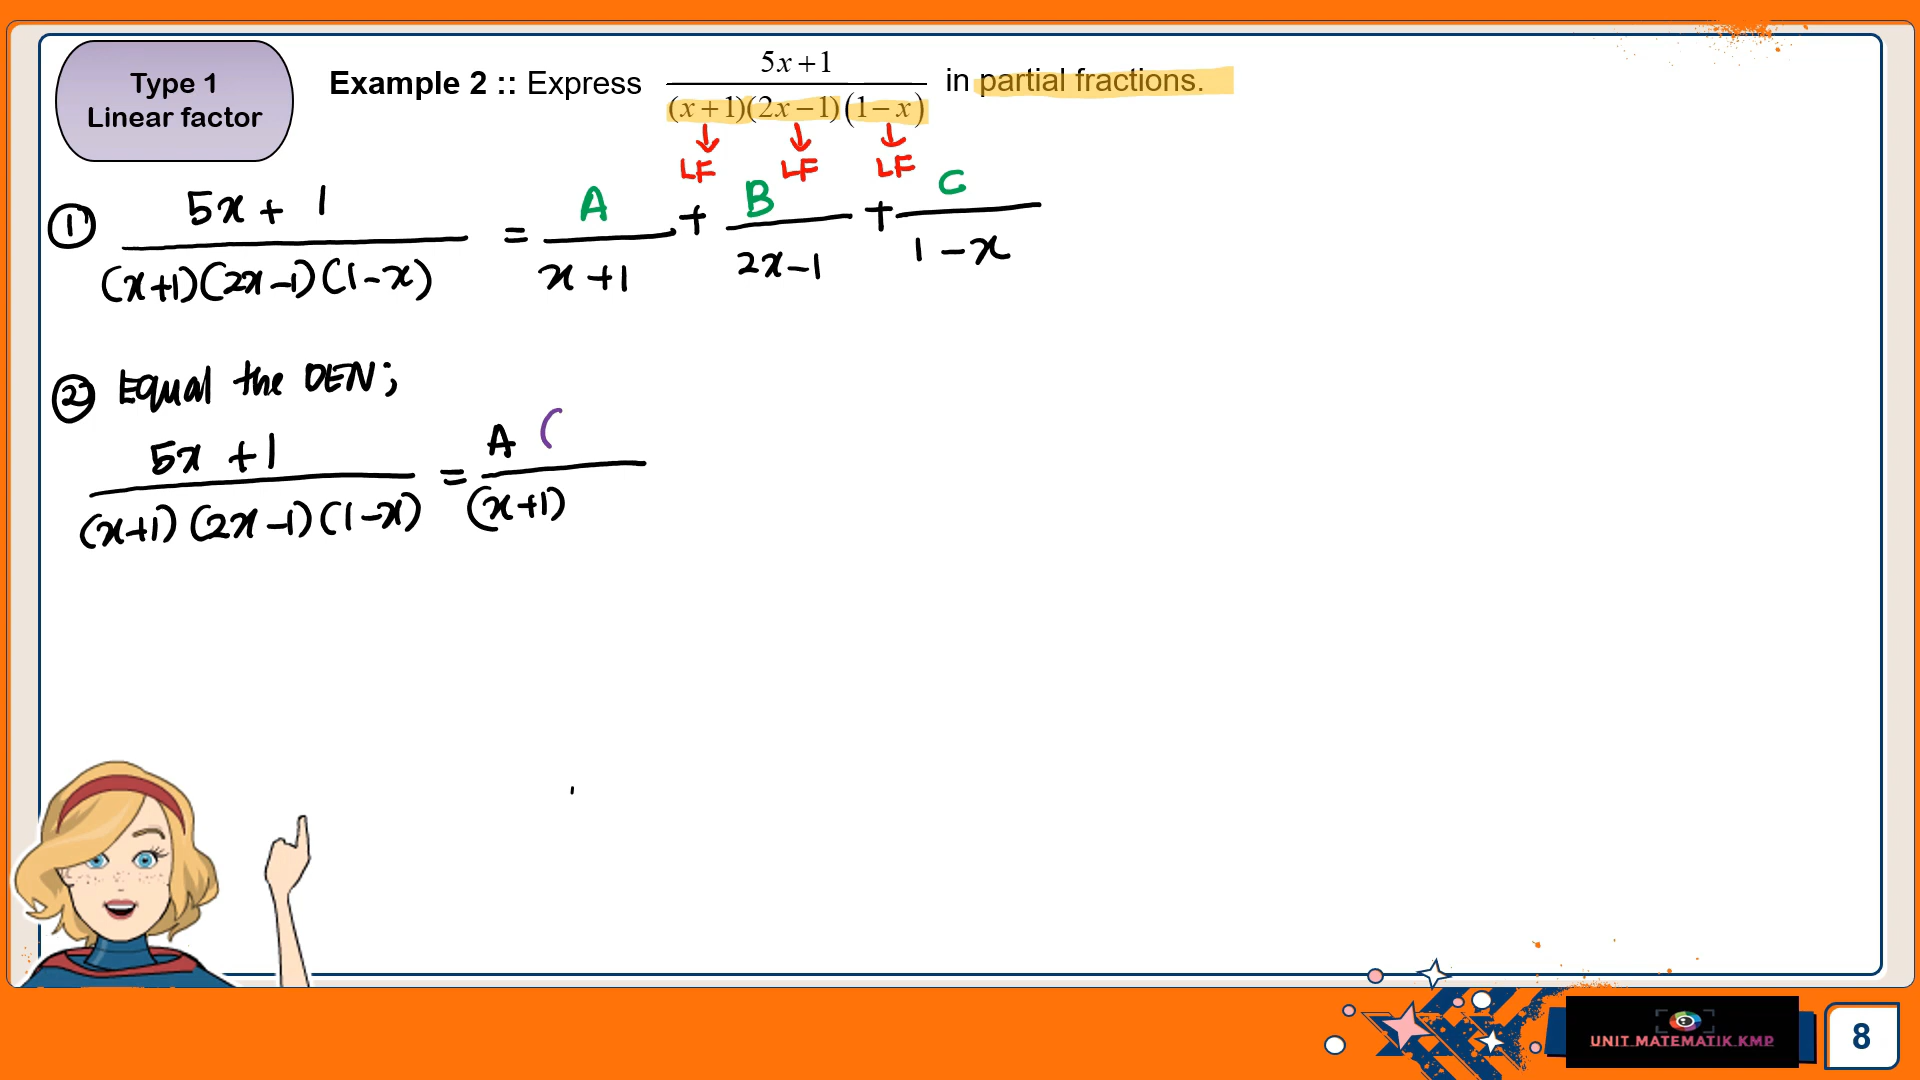 Type 1
Linear factor
Example 2 :: Express 5x+1 / (x+1)(2x−1)(1−x) in partial fractions.
↓ ↓ ↓
LF LF LF
① 5x + 1 / (x+1)(2x−1)(1−x) = A / x+1 + B / 2x−1 + C / 1−x
② Equal the DEN;
5x +1 / (x+1)(2x−1)(1−x) = A ( / (x+1)
UNIT MATEMATIK KMP
8